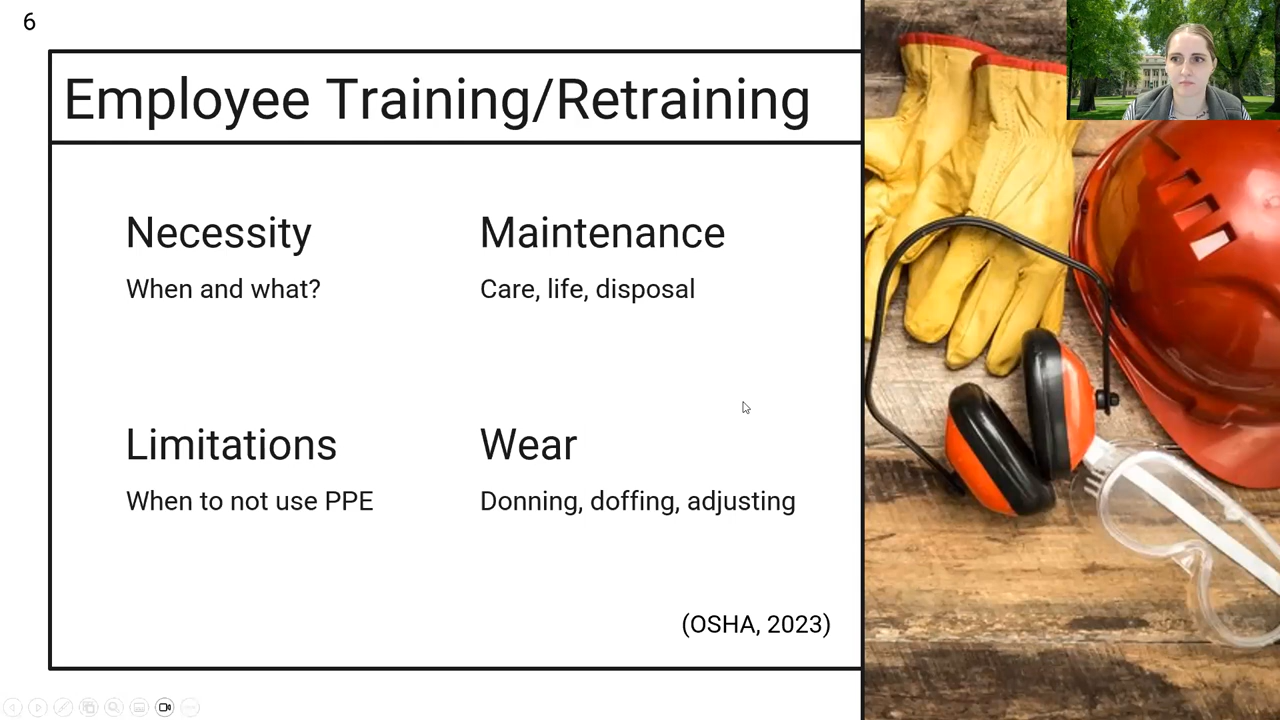 6
Employee Training/Retraining
Necessity
When and what?
Maintenance
Care, life, disposal
Limitations
When to not use PPE
Wear
Donning, doffing, adjusting
(OSHA, 2023)